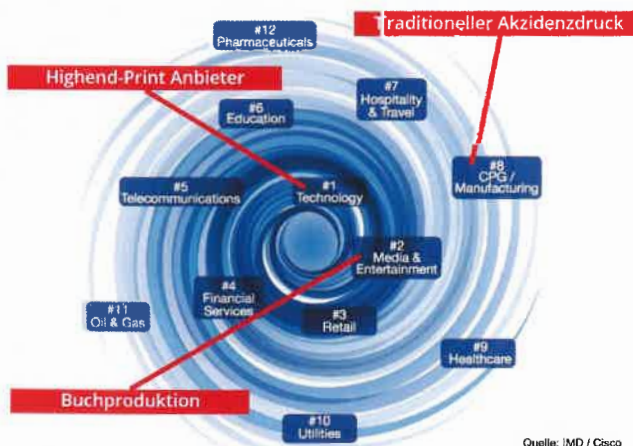 #12
Pharmaceuticals
Traditioneller Akzidenzdruck
Highend-Print Anbieter
#7
Hospitality
& Travel
#6
Education
#8
CPG /
Manufacturing
#5
Telecommunications
#1
Technology
#2
Media &
Entertainment
#4
Financial
Services
#3
Retail
#11
Oil & Gas
#9
Healthcare
Buchproduktion
#10
Utilities
Quelle: IMD / Cisco